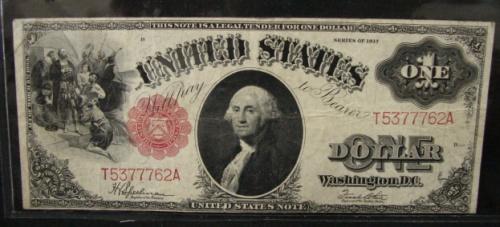 THIS NOTE IS A LEGAL TENDER FOR ONE DOLLAR
B
SERIES OF 1917
UNITED STATES
1
ONE
Will Pay to Bearer
T5377762A
T5377762A
ONE
DOLLAR
Washington, D.C.
UNITED STATES NOTE